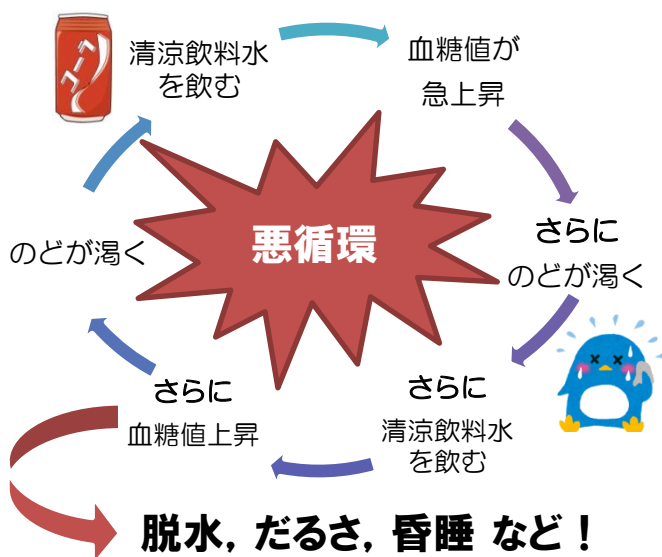 清涼飲料水
を飲む
血糖値が
急上昇
さらに
のどが渇く
さらに
清涼飲料水
を飲む
さらに
血糖値上昇
のどが渇く
悪循環
脱水, だるさ, 昏睡 など！